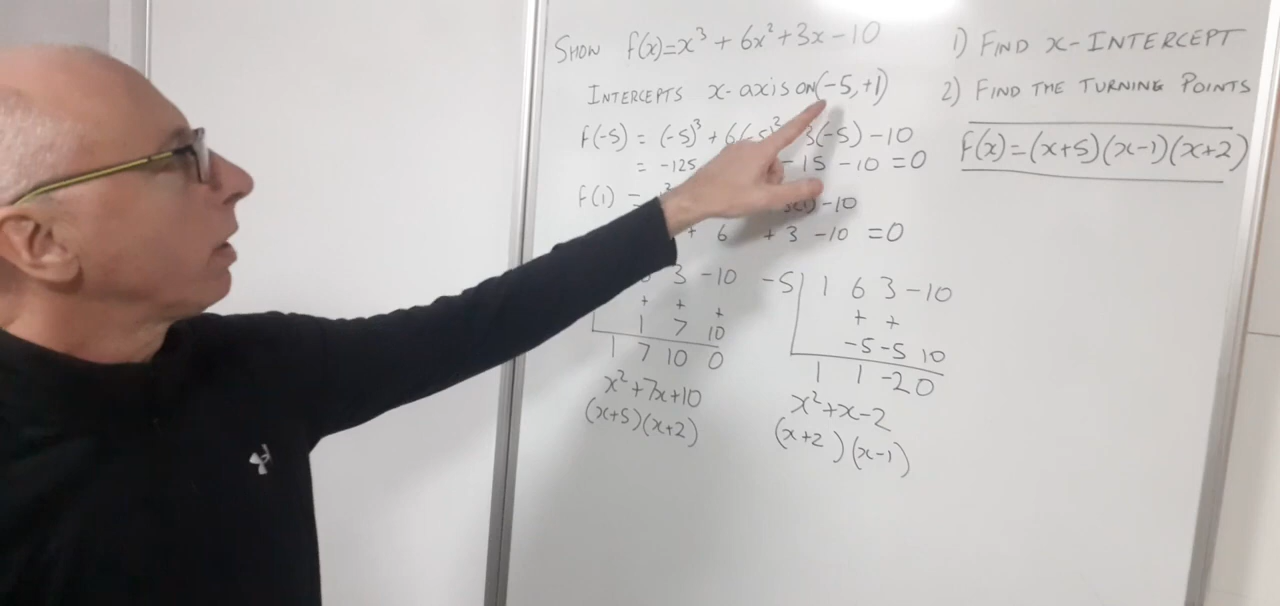 SHOW f(x)=x³ + 6x² + 3x - 10
INTERCEPTS x-axis ON (-5, +1)
f(-5) = (-5)³ + 6(-5)² 3(-5) - 10
= -125 - 15 - 10 = 0
f(1) = 3(1) - 10
+ 6 + 3 - 10 = 0
3 -10
+ + +
1 7 10
1 7 10 0
x² + 7x + 10
(x+5)(x+2)
-5 1 6 3 -10
+ +
-5 -5 10
1 1 -2 0
x² + x - 2
(x+2)(x-1)
1) FIND x-INTERCEPT
2) FIND THE TURNING POINTS
f(x)=(x+5)(x-1)(x+2)